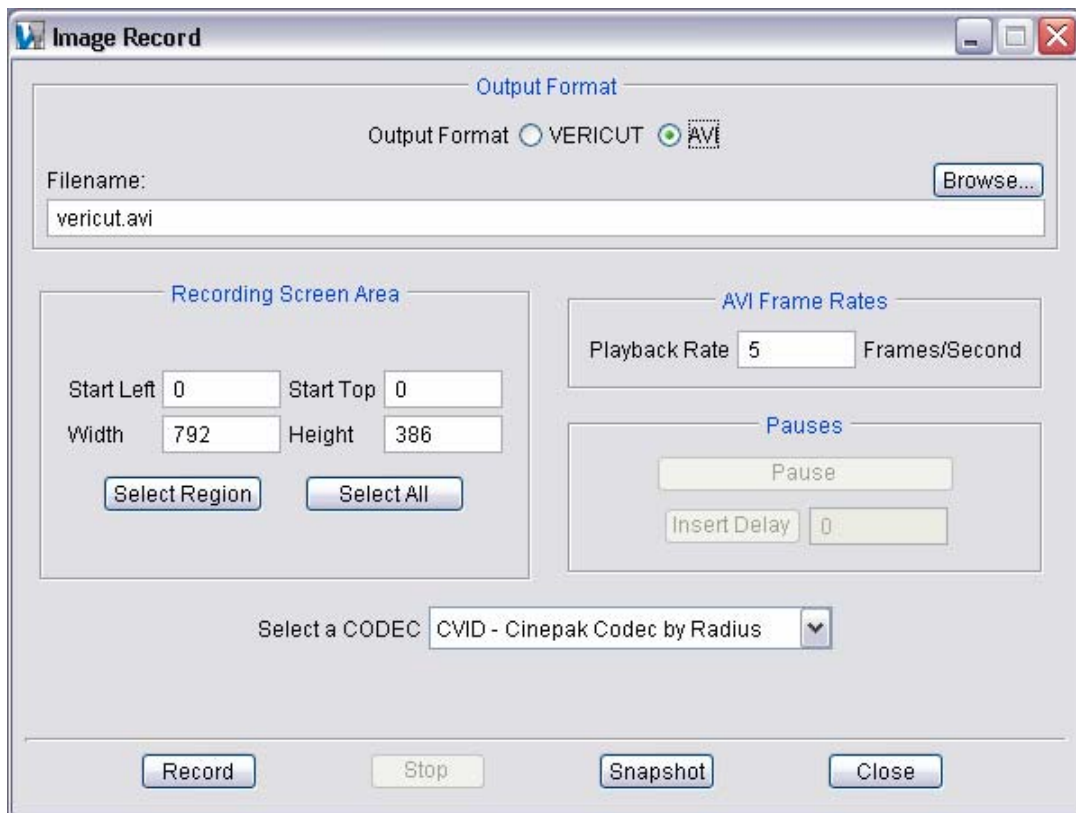 Image Record
Output Format
Output Format VERICUT AVI
Filename:
Browse...
vericut.avi
Recording Screen Area
Start Left 0 Start Top 0
Width 792 Height 386
Select Region Select All
AVI Frame Rates
Playback Rate 5 Frames/Second
Pauses
Pause
Insert Delay 0
Select a CODEC CVID - Cinepak Codec by Radius
Record Stop Snapshot Close